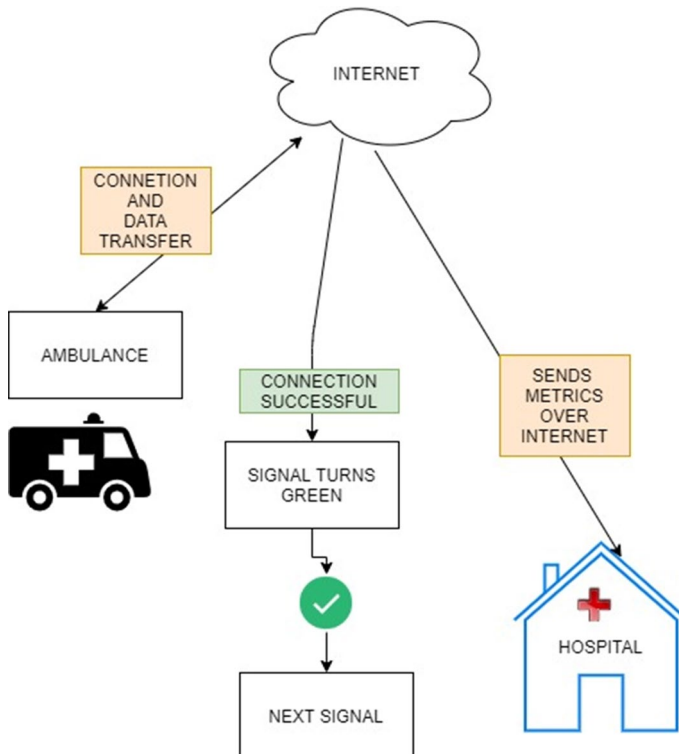 INTERNET
CONNETION
AND
DATA
TRANSFER
AMBULANCE
CONNECTION
SUCCESSFUL
SENDS
METRICS
OVER
INTERNET
SIGNAL TURNS
GREEN
HOSPITAL
NEXT SIGNAL